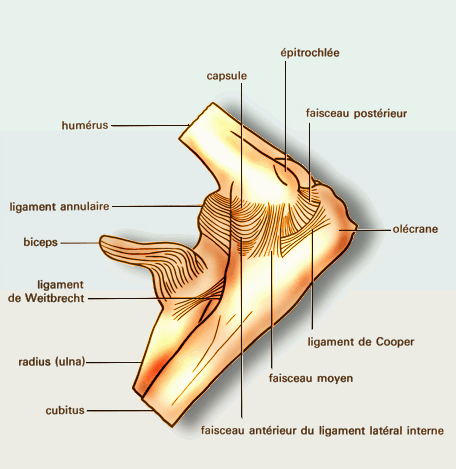 épitrochlée
capsule
faisceau postérieur
humérus
ligament annulaire
olécrane
biceps
ligament
de Weitbrecht
ligament de Cooper
radius (ulna)
faisceau moyen
cubitus
faisceau antérieur du ligament latéral interne